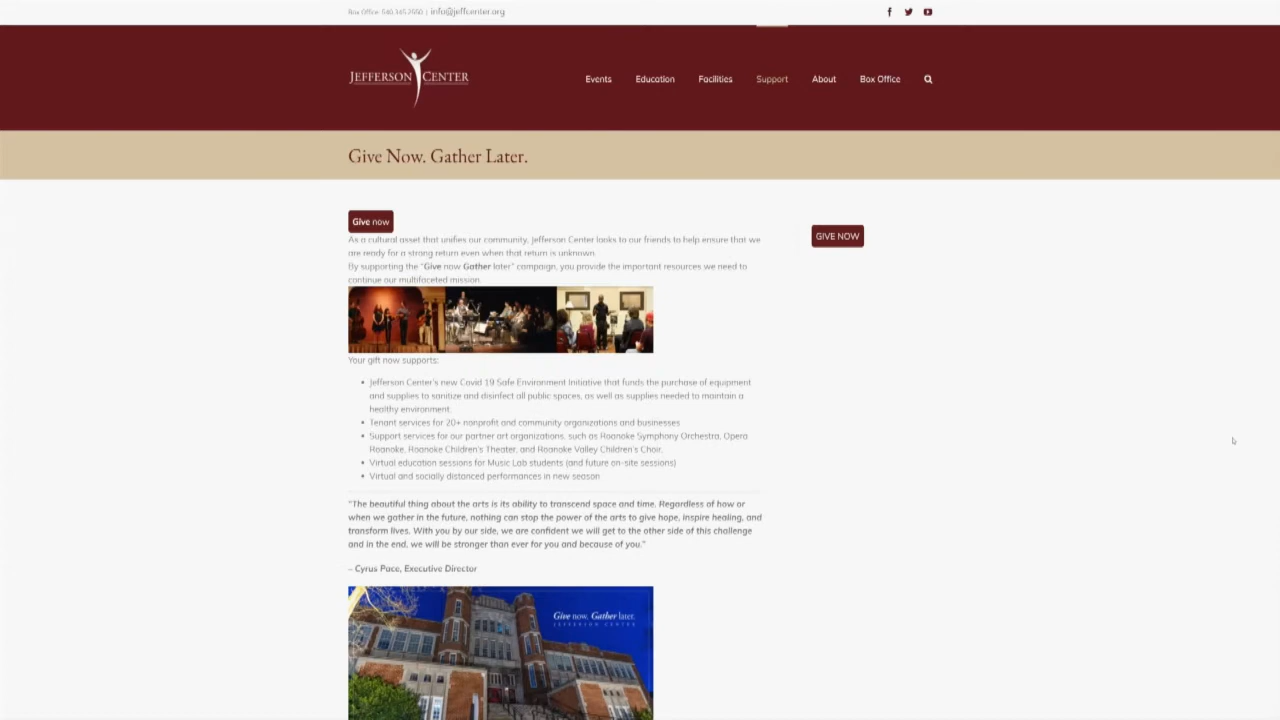 Box Office: 540.345.2550 | info@jeffcenter.org
JEFFERSON CENTER
Events Education Facilities Support About Box Office
Give Now. Gather Later.
Give now
GIVE NOW
As a cultural asset that unifies our community, Jefferson Center looks to our friends to help ensure that we
are ready for a strong return even when that return is unknown.
By supporting the "Give now Gather later" campaign, you provide the important resources we need to
continue our multifaceted mission.
Your gift now supports:
• Jefferson Center's new Covid 19 Safe Environment Initiative that funds the purchase of equipment
and supplies to sanitize and disinfect all public spaces, as well as supplies needed to maintain a
healthy environment.
• Tenant services for 20+ nonprofit and community organizations and businesses
• Support services for our partner art organizations, such as Roanoke Symphony Orchestra, Opera
Roanoke, Roanoke Children's Theater, and Roanoke Valley Children's Choir.
• Virtual education sessions for Music Lab students (and future on-site sessions)
• Virtual and socially distanced performances in new season
"The beautiful thing about the arts is its ability to transcend space and time. Regardless of how or
when we gather in the future, nothing can stop the power of the arts to give hope, inspire healing, and
transform lives. With you by our side, we are confident we will get to the other side of this challenge
and in the end, we will be stronger than ever for you and because of you."
– Cyrus Pace, Executive Director
Give now. Gather later.
JEFFERSON CENTER